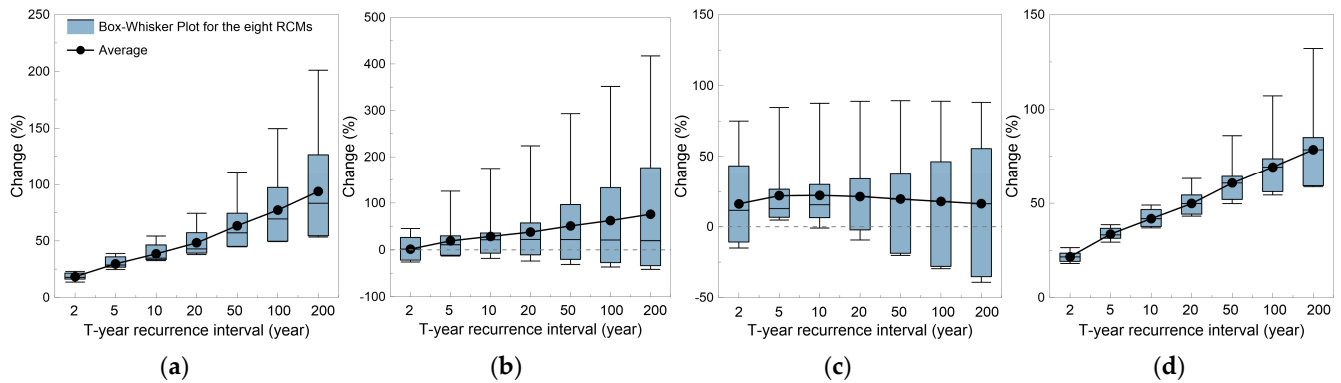 250
200
150
100
50
0
Change (%)
Box-Whisker Plot for the eight RCMs
Average
2 5 10 20 50 100 200
T-year recurrence interval (year)
(a)
500
400
300
200
100
0
-100
Change (%)
2 5 10 20 50 100 200
T-year recurrence interval (year)
(b)
150
100
50
0
-50
Change (%)
2 5 10 20 50 100 200
T-year recurrence interval (year)
(c)
150
100
50
0
Change (%)
2 5 10 20 50 100 200
T-year recurrence interval (year)
(d)